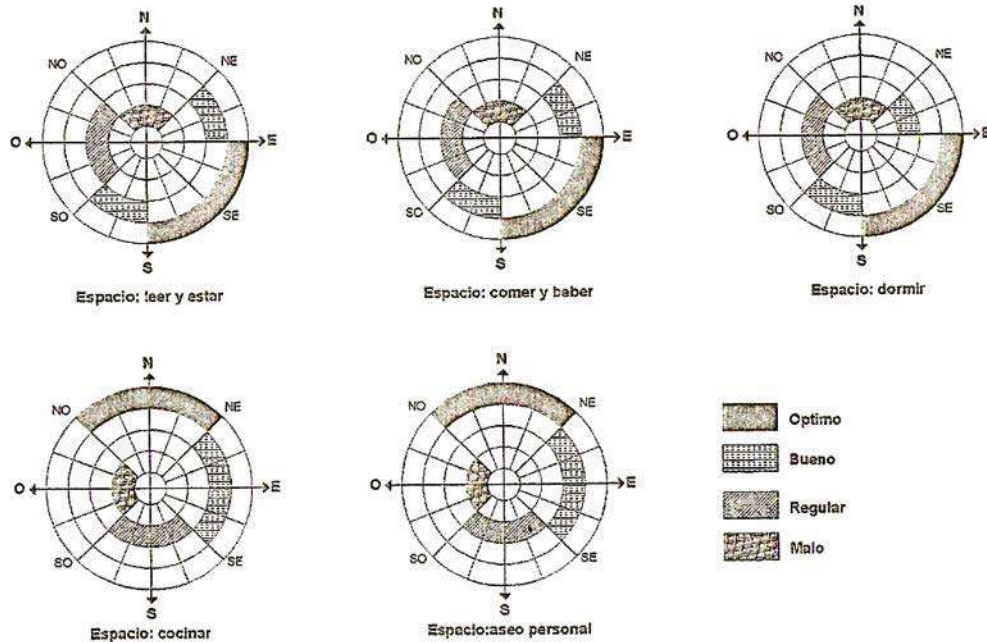 N
NO
NE
O
E
SO
SE
S
Espacio: leer y estar
N
NO
NE
O
E
SO
SE
S
Espacio: comer y beber
N
NO
NE
O
E
SO
SE
S
Espacio: dormir
N
NO
NE
O
E
SO
SE
S
Espacio: cocinar
N
NO
NE
O
E
SO
SE
S
Espacio:aseo personal
Optimo
Bueno
Regular
Malo